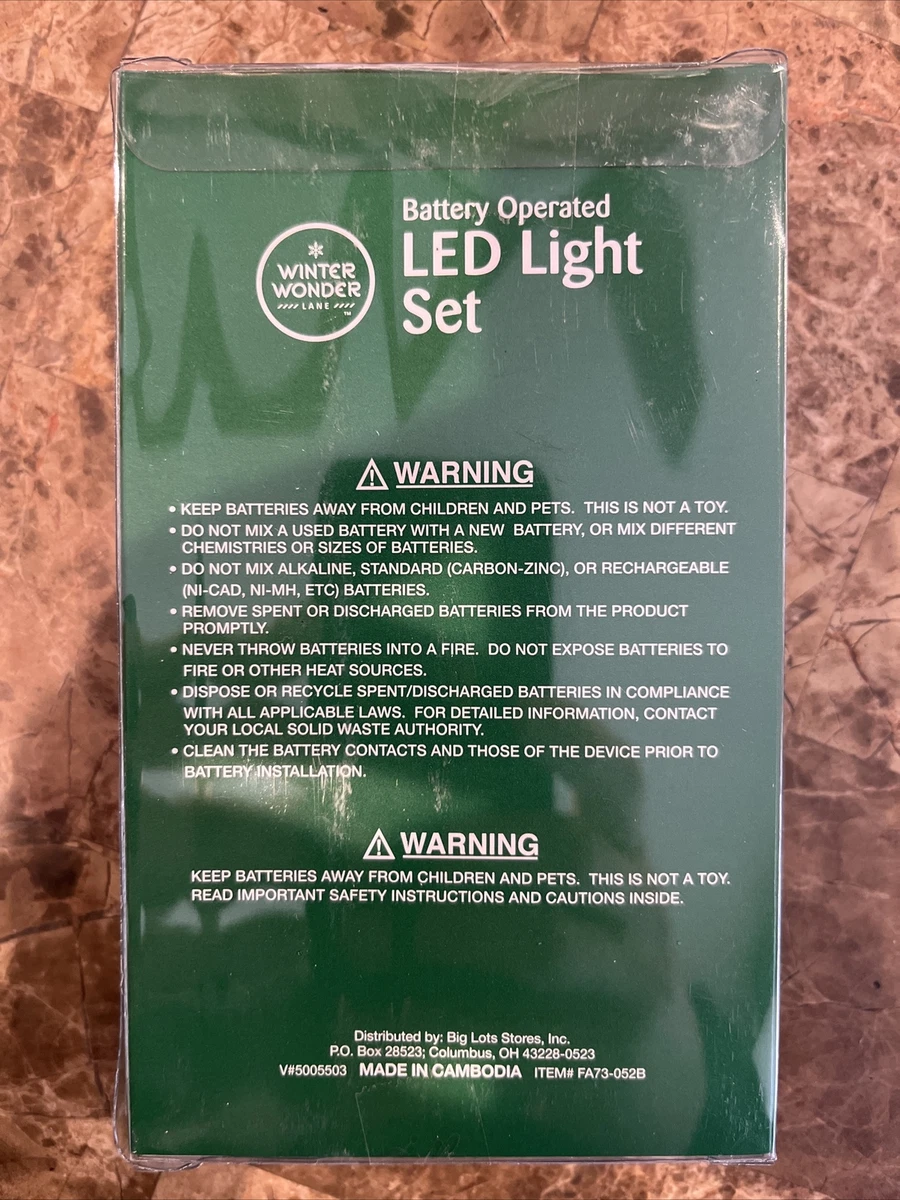 Battery Operated
LED Light
Set
WINTER
WONDER
LANE
™
WARNING
• KEEP BATTERIES AWAY FROM CHILDREN AND PETS. THIS IS NOT A TOY.
• DO NOT MIX A USED BATTERY WITH A NEW BATTERY, OR MIX DIFFERENT
CHEMISTRIES OR SIZES OF BATTERIES.
• DO NOT MIX ALKALINE, STANDARD (CARBON-ZINC), OR RECHARGEABLE
(NI-CAD, NI-MH, ETC) BATTERIES.
• REMOVE SPENT OR DISCHARGED BATTERIES FROM THE PRODUCT
PROMPTLY.
• NEVER THROW BATTERIES INTO A FIRE. DO NOT EXPOSE BATTERIES TO
FIRE OR OTHER HEAT SOURCES.
• DISPOSE OR RECYCLE SPENT/DISCHARGED BATTERIES IN COMPLIANCE
WITH ALL APPLICABLE LAWS. FOR DETAILED INFORMATION, CONTACT
YOUR LOCAL SOLID WASTE AUTHORITY.
• CLEAN THE BATTERY CONTACTS AND THOSE OF THE DEVICE PRIOR TO
BATTERY INSTALLATION.
WARNING
KEEP BATTERIES AWAY FROM CHILDREN AND PETS. THIS IS NOT A TOY.
READ IMPORTANT SAFETY INSTRUCTIONS AND CAUTIONS INSIDE.
Distributed by: Big Lots Stores, Inc.
P.O. Box 28523; Columbus, OH 43228-0523
V#5005503 MADE IN CAMBODIA ITEM# FA73-052B